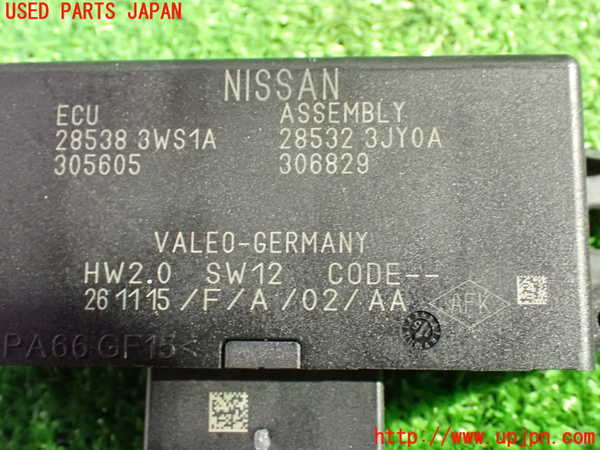 USED PARTS JAPAN
NISSAN
ECU ASSEMBLY
28538 3WS1A 28532 3JY0A
305605 306829
VALEO-GERMANY
HW2.0 SW12 CODE--
261115/F/A/02/AA AFK
PA66 GF15<
http://www.upjpn.com